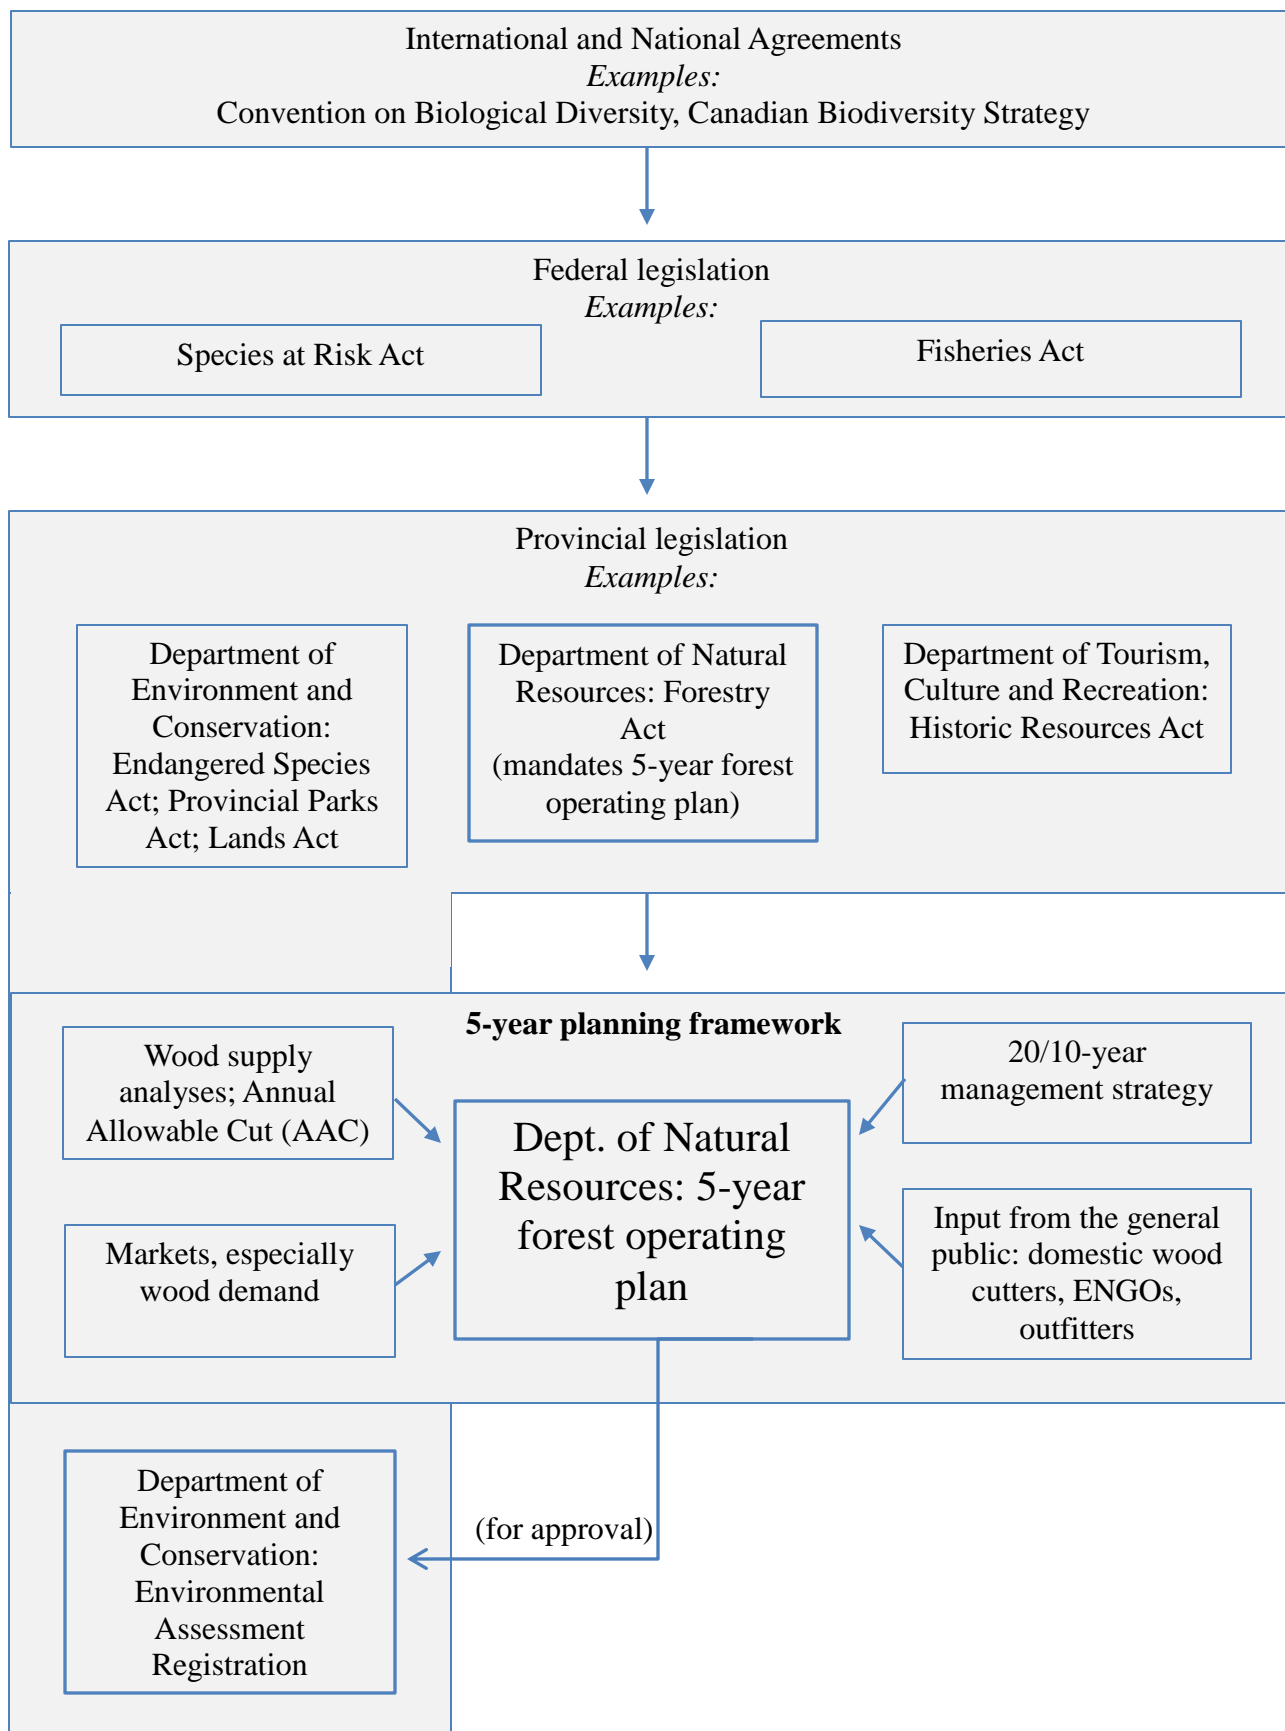 International and National Agreements
Examples:
Convention on Biological Diversity, Canadian Biodiversity Strategy
Federal legislation
Examples:
Species at Risk Act
Fisheries Act
Provincial legislation
Examples:
Department of
Environment and
Conservation:
Endangered Species
Act; Provincial Parks
Act; Lands Act
Department of Natural
Resources: Forestry
Act
(mandates 5-year forest
operating plan)
Department of Tourism,
Culture and Recreation:
Historic Resources Act
5-year planning framework
Wood supply
analyses; Annual
Allowable Cut (AAC)
Markets, especially
wood demand
Dept. of Natural
Resources: 5-year
forest operating
plan
20/10-year
management strategy
Input from the general
public: domestic wood
cutters, ENGOs,
outfitters
(for approval)
Department of
Environment and
Conservation:
Environmental
Assessment
Registration